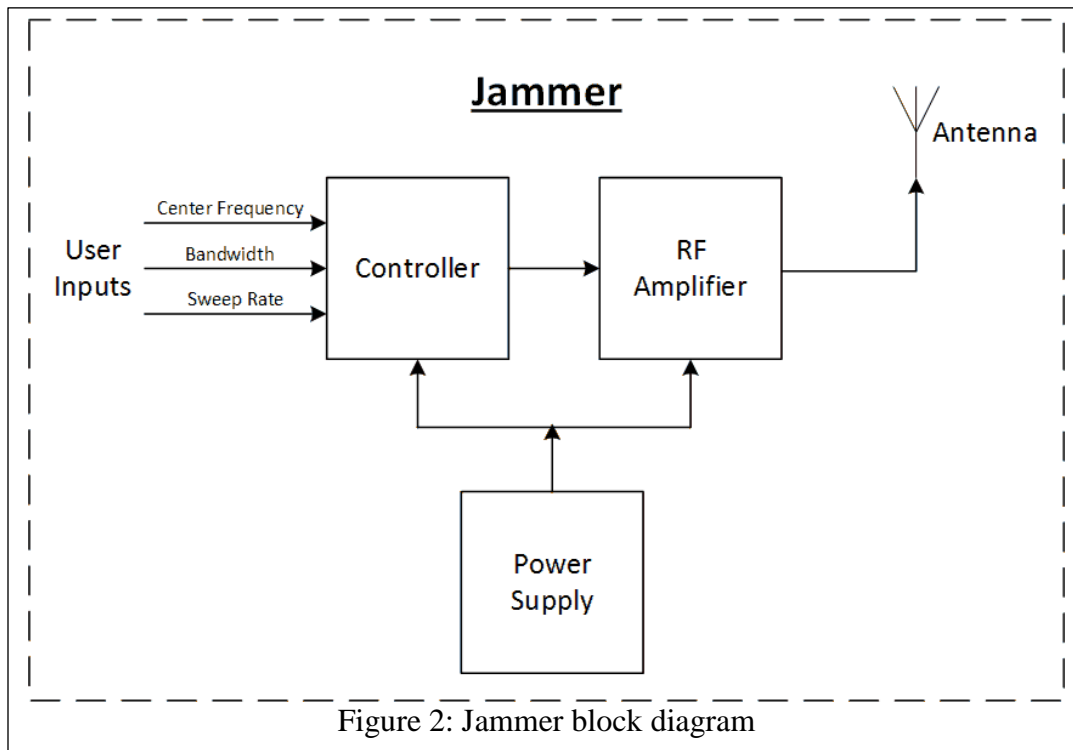 Jammer
Antenna
Center Frequency
User
Inputs
Bandwidth
Sweep Rate
Controller
RF
Amplifier
Power
Supply
Figure 2: Jammer block diagram